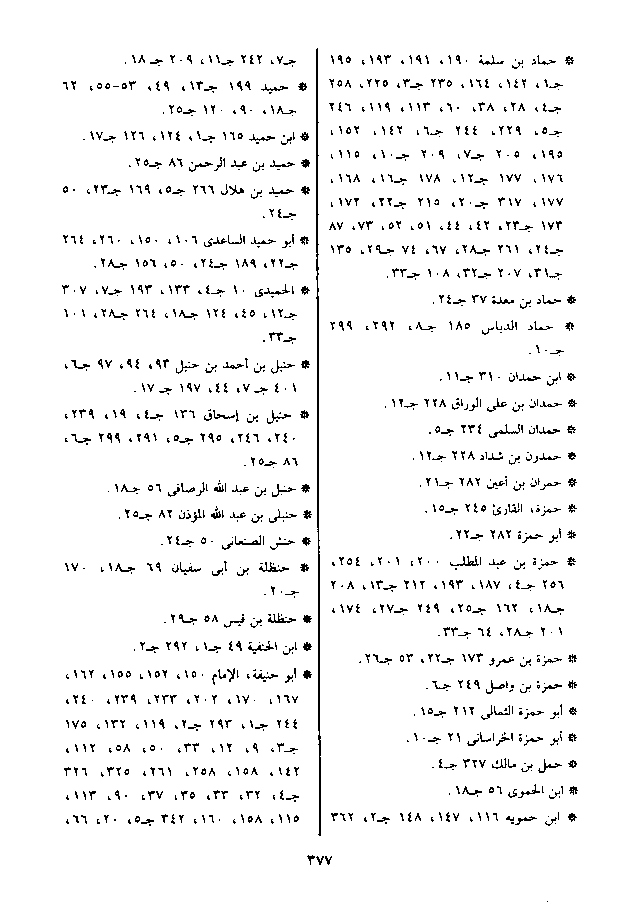 * حماد بن سلمة ١٩٠، ١٩١، ١٩٣، ١٩٥
جـ١، ١٤٢، ١٦٤، ٢٣٥ جـ٣، ٢٢٥، ٢٥٨
جـ٤، ٢٨، ٣٨، ٦٠، ١١٣، ١١٩، ٢٤٦
جـ٥، ٢٢٩، ٢٤٤ جـ٦، ١٤٢، ١٥٢،
١٩٥، ٢٠٥ جـ٧، ٢٠٩ جـ١٠، ١١٥،
١٧٦، ١٧٧ جـ١٢، ١٧٨ جـ١٦، ١٦٨،
١٧٧، ٣١٧ جـ٢٠، ٢١٥ جـ٢٢، ١٧٢،
١٧٣ جـ٢٣، ٤٢، ٤٤، ٥١، ٥٢، ٧٣، ٨٧
جـ٢٤، ٢٦١ جـ٢٨، ٦٧، ٧٤ جـ٢٩، ١٣٥
جـ٣١، ٢٠٧ جـ٣٢، ١٠٨ جـ٣٣.
* حماد بن معدة ٣٧ جـ٢٤.
* حماد الدباس ١٨٥ جـ٨، ٢٩٢، ٢٩٩
جـ١٠.
* ابن حمدان ٣١٠ جـ١١.
* حمدان بن على الوراق ٢٢٨ جـ١٢.
* حمدان السلمى ٢٣٤ جـ٥.
* حمدون بن شداد ٢٢٨ جـ١٢.
* حمران بن أعين ٢٨٢ جـ٢١.
* حمزة، القارئ ٢٤٥ جـ١٥.
* أبو حمزة ٢٨٢ جـ٢٢.
* حمزة بن عبد المطلب ٢٠٠، ٢٠١، ٢٥٤،
٢٥٦ جـ٤، ١٨٧، ١٩٣، ٢١٢ جـ١٣، ٢٠٨
جـ١٨، ١٦٢ جـ٢٥، ٢٤٩ جـ٢٧، ١٧٤،
٢٠١ جـ٢٨، ٦٤ جـ٣٣.
* حمزة بن عمرو ١٧٣ جـ٢٢، ٥٣ جـ٢٦.
* حمزة بن واصل ٢٤٩ جـ٦.
* أبو حمزة الثمالى ٢١٢ جـ١٥.
* أبو حمزة الخراسانى ٢١ جـ١٠.
* حمل بن مالك ٣٢٧ جـ٤.
* ابن الحموى ٥٦ جـ١٨.
* ابن حمويه ١١٦، ١٤٧، ١٤٨ جـ٢، ٣٦٢
جـ٧، ٢٤٢ جـ١١، ٢٠٩ جـ١٨.
* حميد ١٩٩ جـ١٣، ٤٩، ٥٣-٥٥، ٦٢
جـ١٨، ٩٠، ١٢٠ جـ٢٥.
* ابن حميد ١٦٥ جـ١، ١٢٤، ١٢٦ جـ١٧.
* حميد بن عبد الرحمن ٨٦ جـ٢٥.
* حميد بن هلال ٢٦٦ جـ٥، ١٦٩ جـ٢٣، ٥٠
جـ٢٤.
* أبو حميد الساعدى ١٠٦، ١٥٠، ٢٦٠، ٢٦٤
جـ٢٢، ١٨٩ جـ٢٤، ٥٠، ١٥٦ جـ٢٨.
* الحميدى ١٠ جـ٤، ١٣٣، ١٩٣ جـ٧، ٣٠٧
جـ١٢، ٤٥، ١٢٤ جـ١٨، ٢٦٤ جـ٢٨، ١٠١
جـ٣٣.
* حنبل بن أحمد بن حنبل ٩٣، ٩٤، ٩٧ جـ٦،
٤٠١ جـ٧، ٤٤، ١٩٧ جـ١٧.
* حنبل بن إسحاق ١٣٦ جـ٤، ١٩، ٢٣٩،
٢٤٠، ٢٤٦، ٢٩٥ جـ٥، ٢٩١، ٢٩٩ جـ٦،
٨٦ جـ٢٥.
* حنبل بن عبد الله الرصافى ٥٦ جـ١٨.
* حنبلى بن عبد الله المؤذن ٨٢ جـ٢٥.
* حنش الصنعانى ٥٠ جـ٢٤.
* حنظلة بن أبى سفيان ٦٩ جـ١٨، ١٧٠
جـ٢٠.
* حنظلة بن قيس ٥٨ جـ٢٩.
* ابن الحنفية ٤٩ جـ١، ٢٩٢ جـ٢.
* أبو حنيفة، الإمام ١٥٠، ١٥٢، ١٥٥، ١٦٢،
١٦٧، ١٧٠، ٢٠٢، ٢٣٣، ٢٣٩، ٢٤٠،
٢٤٤ جـ١، ٢٩٣ جـ٢، ١١٩، ١٣٢، ١٧٥
جـ٣، ٩، ١٢، ٣٣، ٥٠، ٥٨، ١١٢،
١٤٢، ١٥٨، ٢٥٨، ٢٦١، ٣٢٥، ٣٢٦
جـ٤، ٣٢، ٣٣، ٣٥، ٣٧، ٩٠، ١١٣،
١١٥، ١٥٨، ١٦٠، ٣٤٢ جـ٥، ٢٠، ٦٦،
٣٧٧